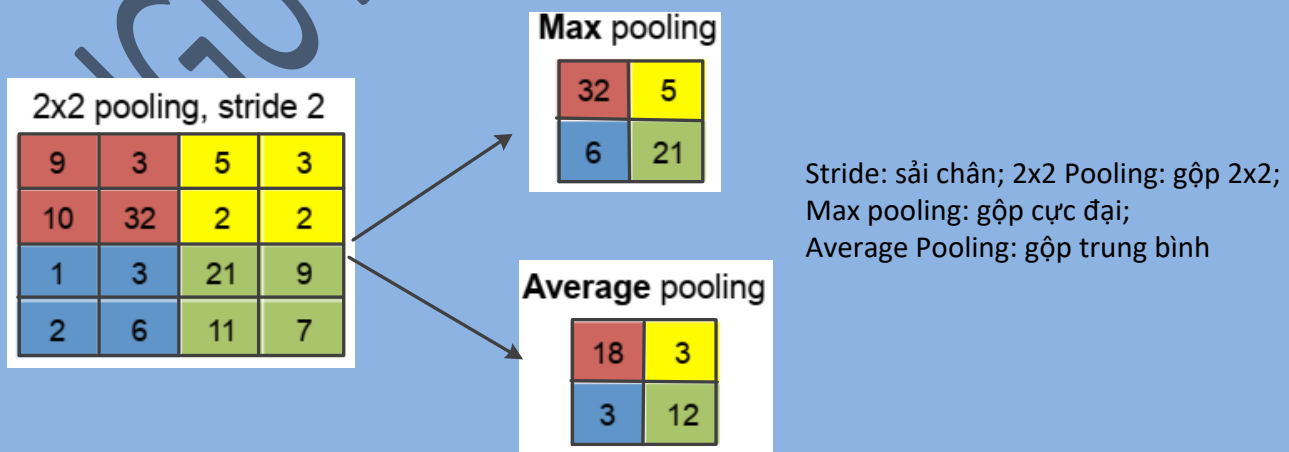 Max pooling
32 5
6 21
2x2 pooling, stride 2
9 3 5 3
10 32 2 2
1 3 21 9
2 6 11 7
Stride: sải chân; 2x2 Pooling: gộp 2x2;
Max pooling: gộp cực đại;
Average Pooling: gộp trung bình
Average pooling
18 3
3 12